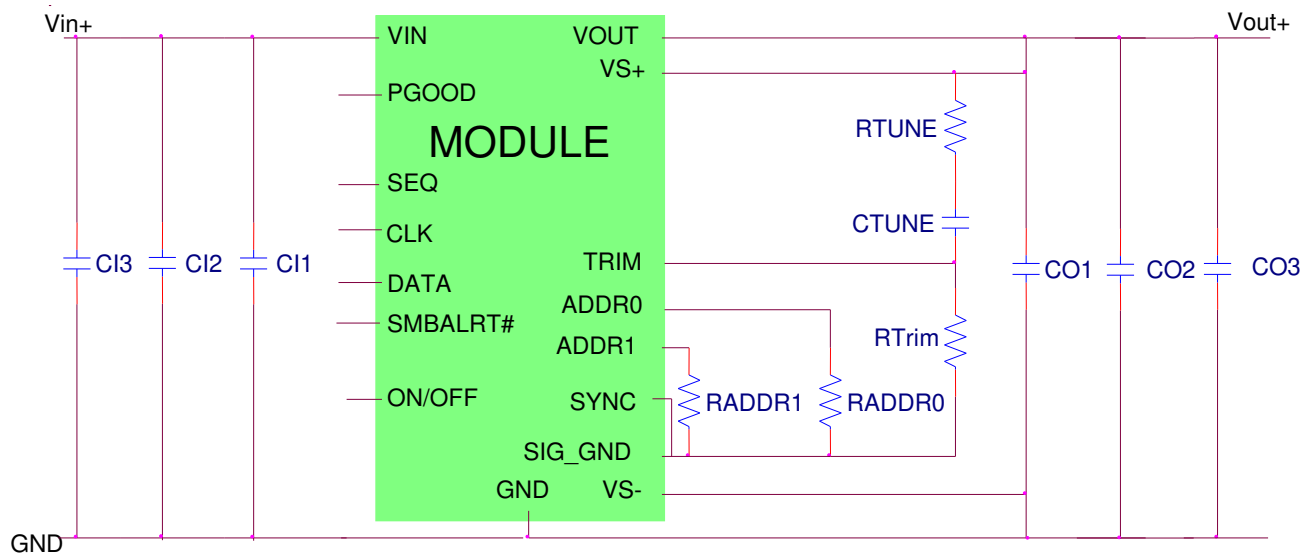 Vin+
VIN
VOUT
Vout+
VS+
PGOOD
RTUNE
MODULE
SEQ
CTUNE
CLK
TRIM
CI3
CI2
CI1
CO1
CO2
CO3
DATA
ADDR0
SMBALRT#
RTrim
ADDR1
ON/OFF
SYNC
RADDR1
RADDR0
SIG_GND
GND
VS-
GND